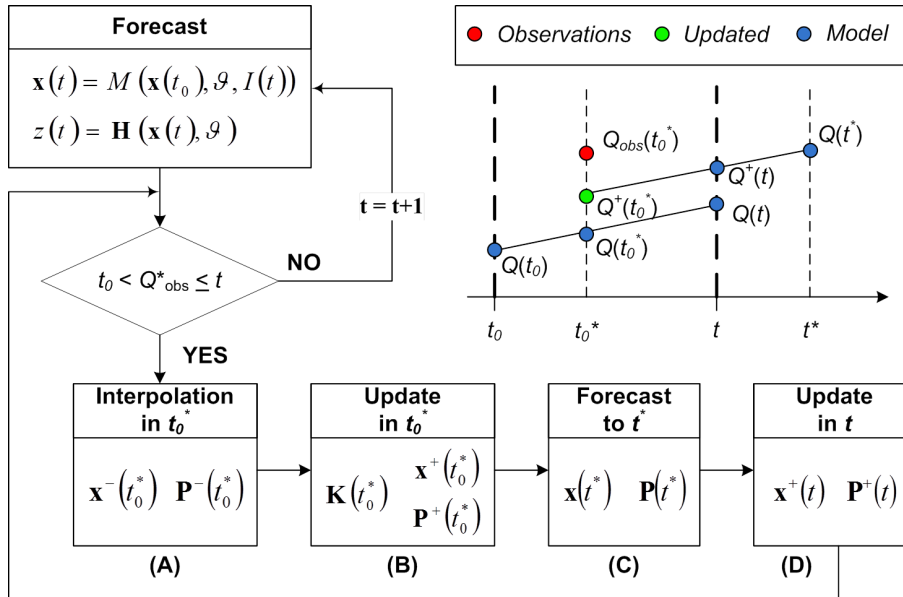 Forecast
x(t) = M (x(t₀), ϑ, I(t))
z(t) = H (x(t), ϑ)
t = t+1
t₀ < Q*obs ≤ t
NO
YES
Observations
Updated
Model
Qobs(t₀*)
Q⁺(t₀*)
Q(t₀)
Q(t₀*)
Q⁺(t)
Q(t)
Q(t*)
t₀
t₀*
t
t*
Interpolation
in t₀*
x⁻(t₀*) P⁻(t₀*)
(A)
Update
in t₀*
K(t₀*)
x⁺(t₀*)
P⁺(t₀*)
(B)
Forecast
to t*
x(t*) P(t*)
(C)
Update
in t
x⁺(t) P⁺(t)
(D)